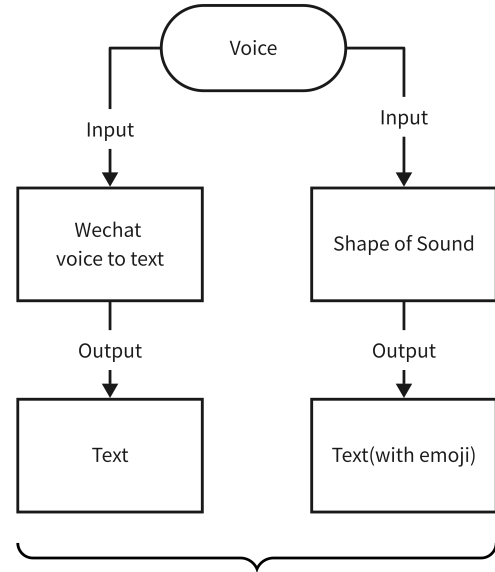 Voice
Input
Input
Wechat
voice to text
Shape of Sound
Output
Output
Text
Text(with emoji)